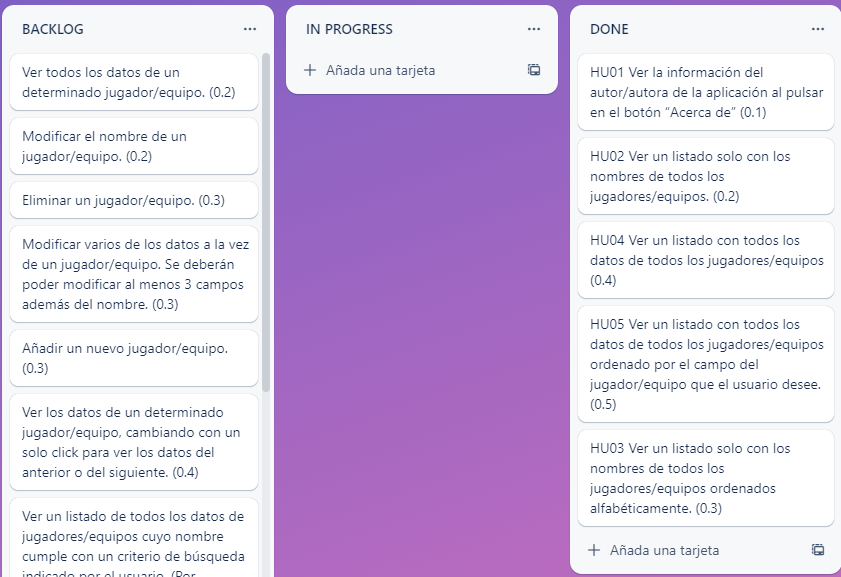 BACKLOG
Ver todos los datos de un
determinado jugador/equipo. (0.2)
Modificar el nombre de un
jugador/equipo. (0.2)
Eliminar un jugador/equipo. (0.3)
Modificar varios de los datos a la vez
de un jugador/equipo. Se deberán
poder modificar al menos 3 campos
además del nombre. (0.3)
Añadir un nuevo jugador/equipo.
(0.3)
Ver los datos de un determinado
jugador/equipo, cambiando con un
solo click para ver los datos del
anterior o del siguiente. (0.4)
Ver un listado de todos los datos de
jugadores/equipos cuyo nombre
cumple con un criterio de búsqueda
indicado por el usuario. (Por
IN PROGRESS
Añada una tarjeta
DONE
HU01 Ver la información del
autor/autora de la aplicación al pulsar
en el botón “Acerca de” (0.1)
HU02 Ver un listado solo con los
nombres de todos los
jugadores/equipos. (0.2)
HU04 Ver un listado con todos los
datos de todos los jugadores/equipos
(0.4)
HU05 Ver un listado con todos los
datos de todos los jugadores/equipos
ordenado por el campo del
jugador/equipo que el usuario desee.
(0.5)
HU03 Ver un listado solo con los
nombres de todos los
jugadores/equipos ordenados
alfabéticamente. (0.3)
Añada una tarjeta